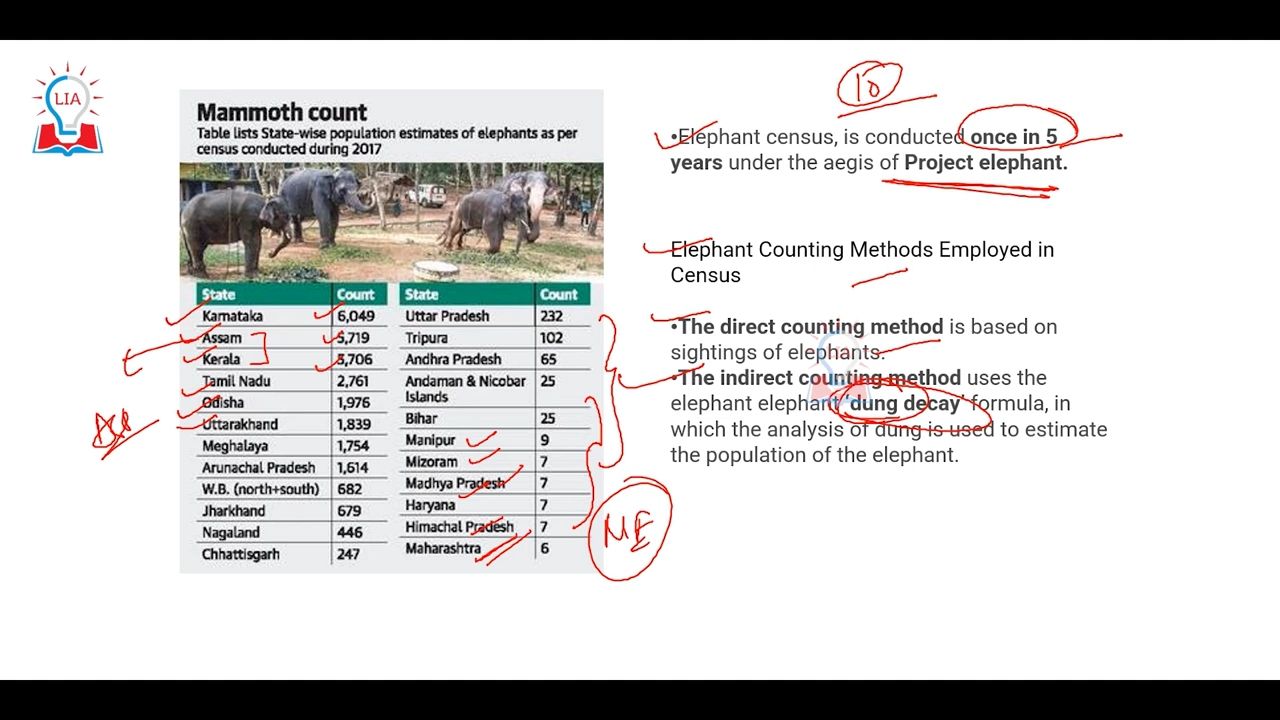 LIA
Mammoth count
Table lists State-wise population estimates of elephants as per
census conducted during 2017
State Count State Count
Karnataka 6,049 Uttar Pradesh 232
Assam 5,719 Tripura 102
Kerala 5,706 Andhra Pradesh 65
Tamil Nadu 2,761 Andaman & Nicobar 25
Islands
Odisha 1,976
Uttarakhand 1,839 Bihar 25
Meghalaya 1,754 Manipur 9
Arunachal Pradesh 1,614 Mizoram 7
W.B. (north+south) 682 Madhya Pradesh 7
Jharkhand 679 Haryana 7
Nagaland 446 Himachal Pradesh 7
Chhattisgarh 247 Maharashtra 6
•Elephant census, is conducted once in 5
years under the aegis of Project elephant.
Elephant Counting Methods Employed in
Census
•The direct counting method is based on
sightings of elephants.
•The indirect counting method uses the
elephant elephant 'dung decay' formula, in
which the analysis of dung is used to estimate
the population of the elephant.